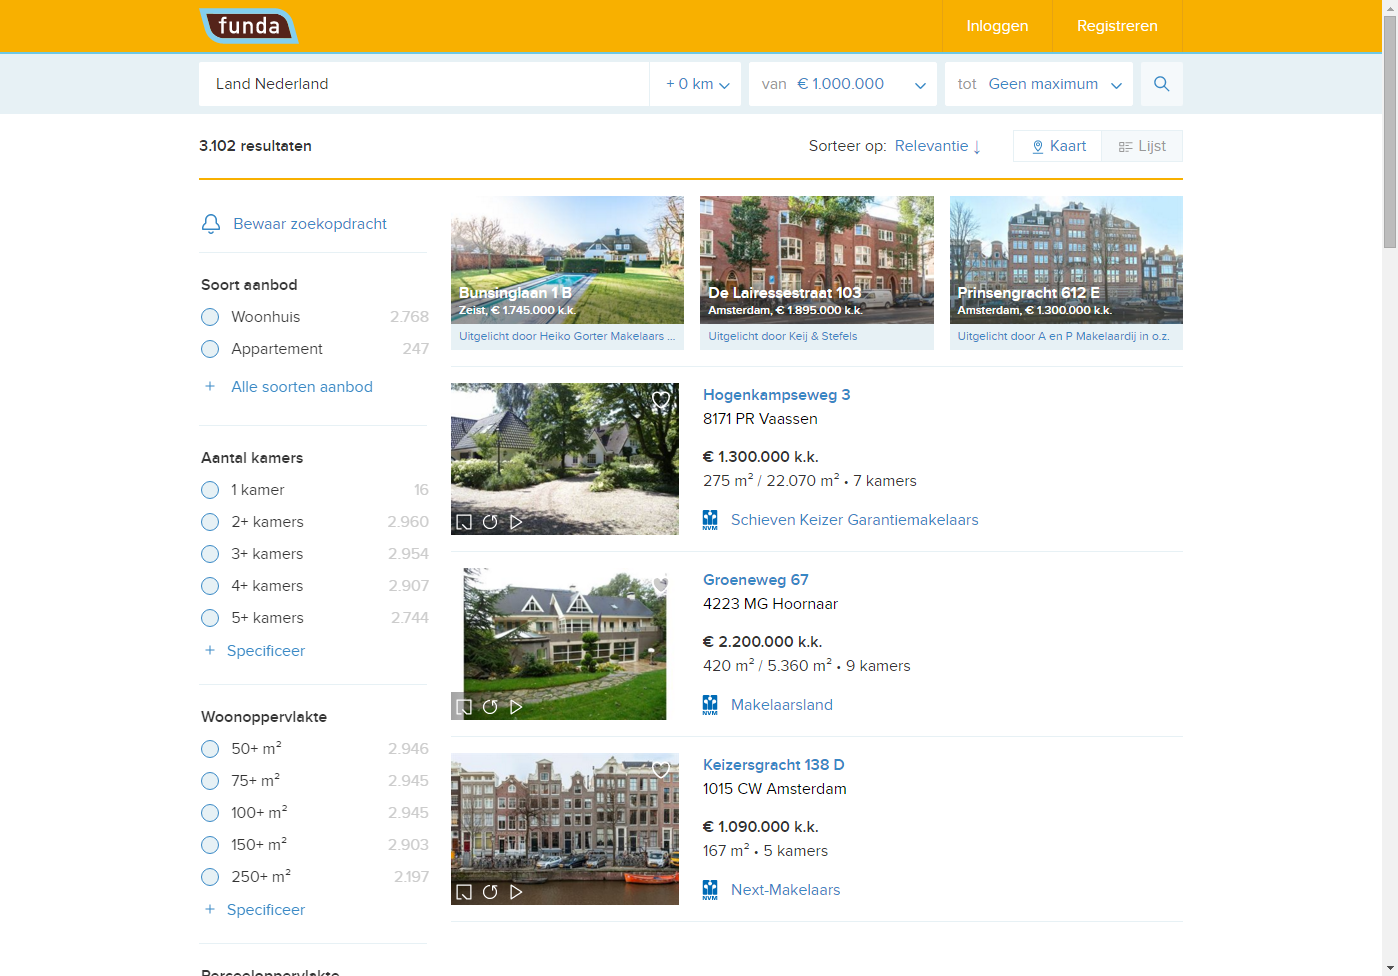 funda
Inloggen
Registreren
Land Nederland
+ 0 km
van € 1.000.000
tot Geen maximum
3.102 resultaten
Sorteer op: Relevantie
Kaart
Lijst
Bewaar zoekopdracht
Soort aanbod
Woonhuis 2.768
Appartement 247
+ Alle soorten aanbod
Aantal kamers
1 kamer 16
2+ kamers 2.960
3+ kamers 2.954
4+ kamers 2.907
5+ kamers 2.744
+ Specificeer
Woonoppervlakte
50+ m² 2.946
75+ m² 2.945
100+ m² 2.945
150+ m² 2.903
250+ m² 2.197
+ Specificeer
Perceeloppervlakte
Bunsinglaan 1 B
Zeist, € 1.745.000 k.k.
Uitgelicht door Heiko Gorter Makelaars ...
De Lairessestraat 103
Amsterdam, € 1.895.000 k.k.
Uitgelicht door Keij & Stefels
Prinsengracht 612 E
Amsterdam, € 1.300.000 k.k.
Uitgelicht door A en P Makelaardij in o.z.
Hogenkampseweg 3
8171 PR Vaassen
€ 1.300.000 k.k.
275 m² / 22.070 m² • 7 kamers
NVM
Schieven Keizer Garantiemakelaars
Groeneweg 67
4223 MG Hoornaar
€ 2.200.000 k.k.
420 m² / 5.360 m² • 9 kamers
NVM
Makelaarsland
Keizersgracht 138 D
1015 CW Amsterdam
€ 1.090.000 k.k.
167 m² • 5 kamers
NVM
Next-Makelaars